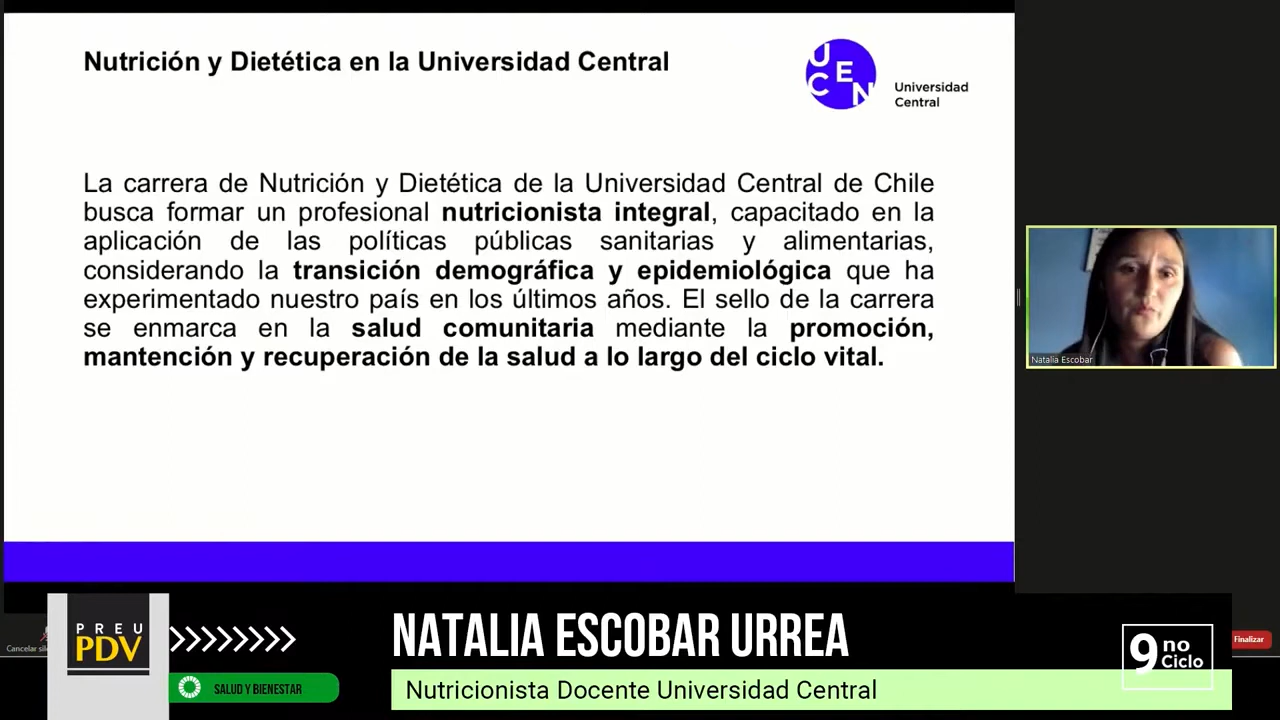 Nutrición y Dietética en la Universidad Central
U
C
E
N
Universidad
Central
La carrera de Nutrición y Dietética de la Universidad Central de Chile
busca formar un profesional nutricionista integral, capacitado en la
aplicación de las políticas públicas sanitarias y alimentarias,
considerando la transición demográfica y epidemiológica que ha
experimentado nuestro país en los últimos años. El sello de la carrera
se enmarca en la salud comunitaria mediante la promoción,
mantención y recuperación de la salud a lo largo del ciclo vital.
Natalia Escobar
Cancelar
Finalizar
PREU
PDV
SALUD Y BIENESTAR
NATALIA ESCOBAR URREA
Nutricionista Docente Universidad Central
9 no
Ciclo